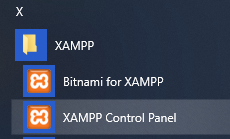 X
XAMPP
Bitnami for XAMPP
XAMPP Control Panel